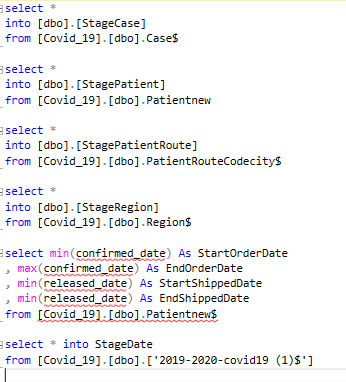 select *
into [dbo].[StageCase]
from [Covid_19].[dbo].Case$
select *
into [dbo].[StagePatient]
from [Covid_19].[dbo].Patientnew
select *
into [dbo].[StagePatientRoute]
from [Covid_19].[dbo].PatientRouteCodecity$
select *
into [dbo].[StageRegion]
from [Covid_19].[dbo].Region$
select min(confirmed_date) As StartOrderDate
, max(confirmed_date) As EndOrderDate
, min(released_date) As StartShippedDate
, min(released_date) As EndShippedDate
from [Covid_19].[dbo].Patientnew$
select * into StageDate
from [Covid_19].[dbo].['2019-2020-covid19 (1)$']